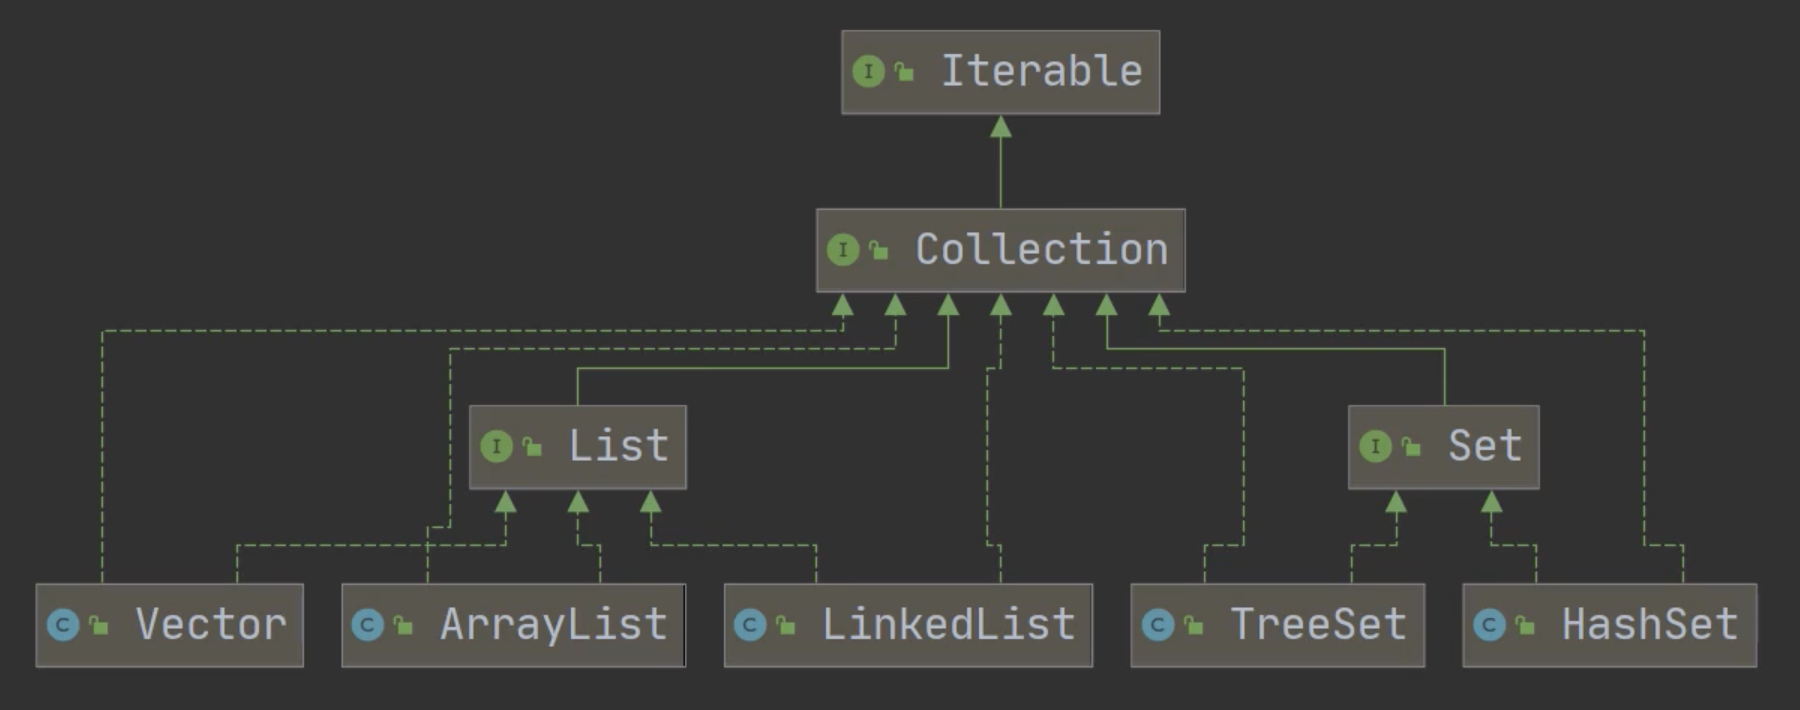 I Iterable
I Collection
I List
I Set
C Vector
C ArrayList
C LinkedList
C TreeSet
C HashSet